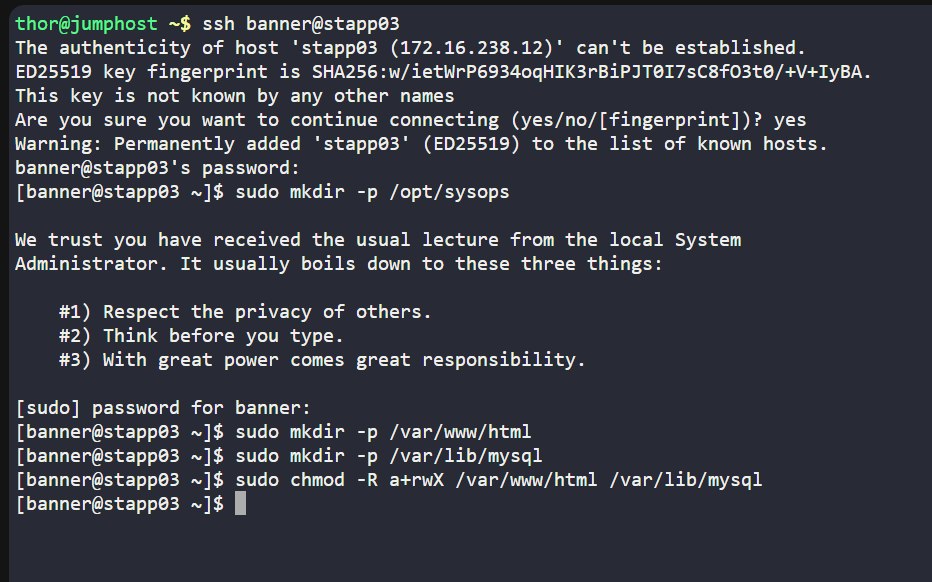 thor@jumphost ~$ ssh banner@stapp03
The authenticity of host 'stapp03 (172.16.238.12)' can't be established.
ED25519 key fingerprint is SHA256:w/ietWrP6934oqHIK3rBiPJT0I7sC8fO3t0/+V+IyBA.
This key is not known by any other names
Are you sure you want to continue connecting (yes/no/[fingerprint])? yes
Warning: Permanently added 'stapp03' (ED25519) to the list of known hosts.
banner@stapp03's password:
[banner@stapp03 ~]$ sudo mkdir -p /opt/sysops
We trust you have received the usual lecture from the local System
Administrator. It usually boils down to these three things:
#1) Respect the privacy of others.
#2) Think before you type.
#3) With great power comes great responsibility.
[sudo] password for banner:
[banner@stapp03 ~]$ sudo mkdir -p /var/www/html
[banner@stapp03 ~]$ sudo mkdir -p /var/lib/mysql
[banner@stapp03 ~]$ sudo chmod -R a+rwX /var/www/html /var/lib/mysql
[banner@stapp03 ~]$